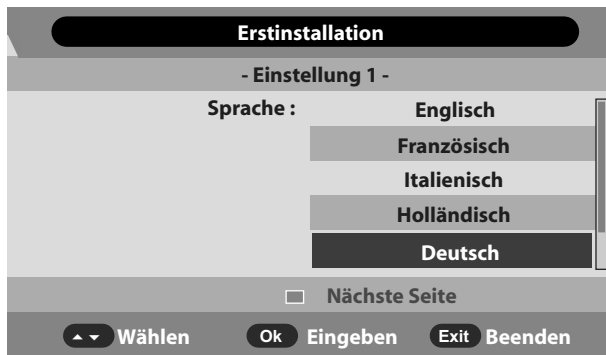 Erstinstallation
- Einstellung 1 -
Sprache : Englisch
Französisch
Italienisch
Holländisch
Deutsch
Nächste Seite
Wählen Ok Eingeben Exit Beenden